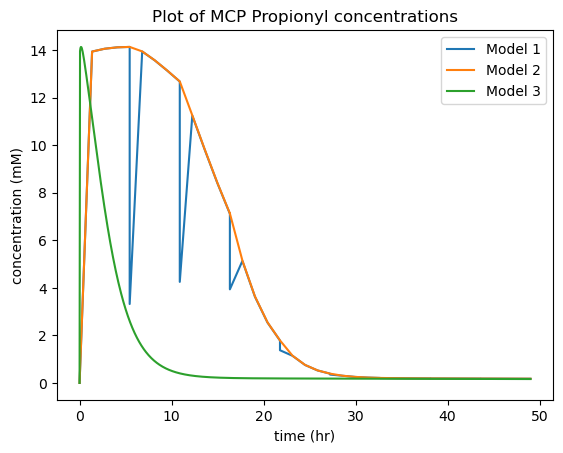 Plot of MCP Propionyl concentrations
Model 1
Model 2
Model 3
concentration (mM)
14
12
10
8
6
4
2
0
0 10 20 30 40 50
time (hr)